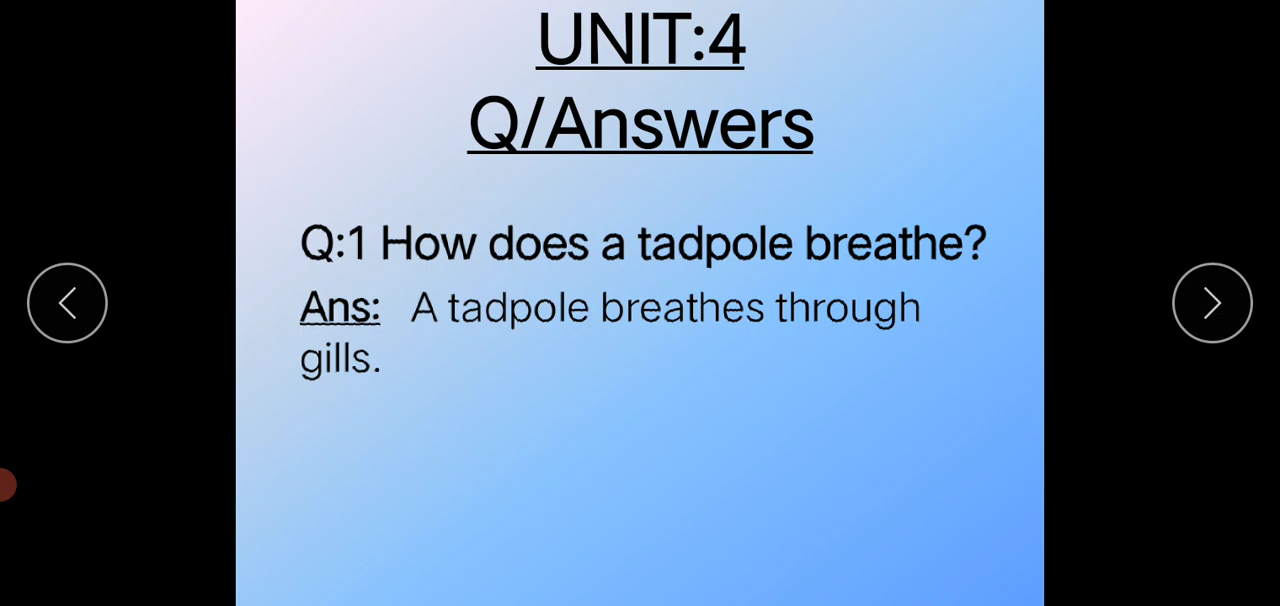 UNIT:4
Q/Answers
Q:1 How does a tadpole breathe?
Ans: A tadpole breathes through
gills.